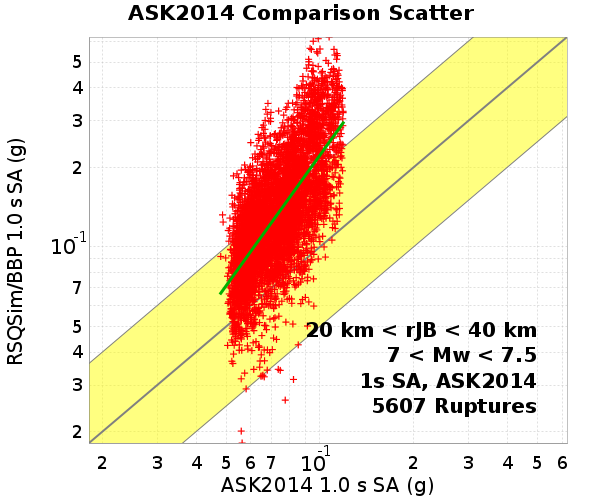 ASK2014 Comparison Scatter
RSQSim/BBP 1.0 s SA (g)
5
4
3
2
10-1
7
5
4
3
2
20 km < rJB < 40 km
7 < Mw < 7.5
1s SA, ASK2014
5607 Ruptures
2 3 4 5 6 7 10-1 2 3 4 5 6
ASK2014 1.0 s SA (g)